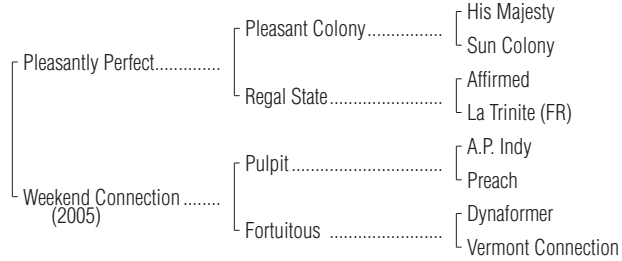 His Majesty
Pleasant Colony................
Sun Colony
Pleasantly Perfect..............
Affirmed
Regal State...........................
La Trinite (FR)
A.P. Indy
Pulpit....................................
Preach
Weekend Connection ........
(2005)
Dynaformer
Fortuitous ...........................
Vermont Connection